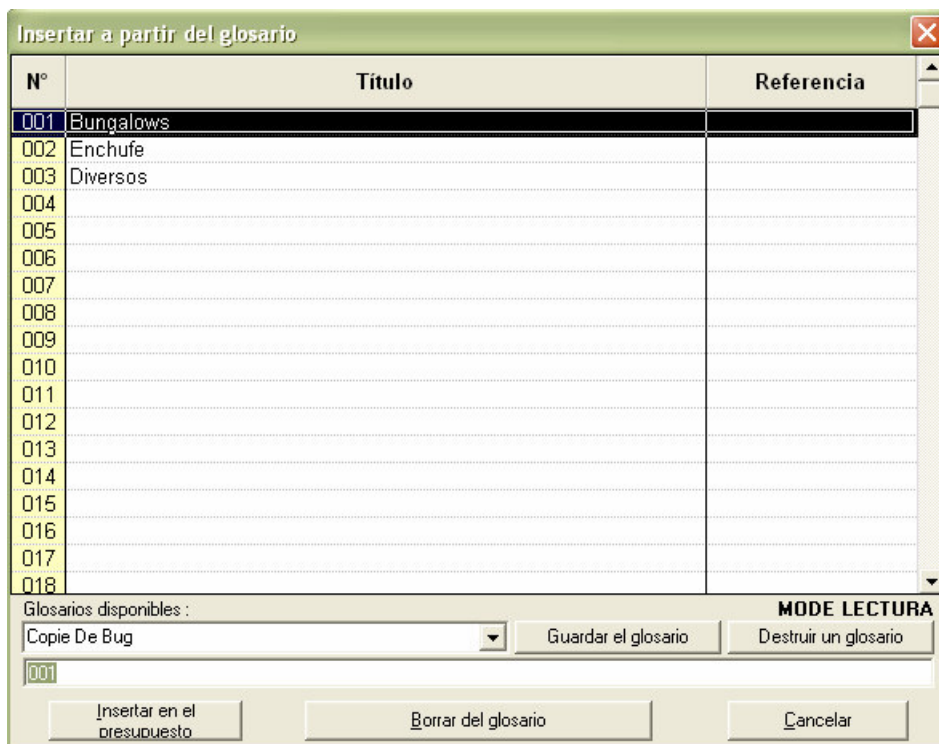 Insertar a partir del glosario
N° Título Referencia
001 Bungalows
002 Enchufe
003 Diversos
004
005
006
007
008
009
010
011
012
013
014
015
016
017
018
Glosarios disponibles : MODE LECTURA
Copie De Bug Guardar el glosario Destruir un glosario
001
Insertar en el
presupuesto Borrar del glosario Cancelar